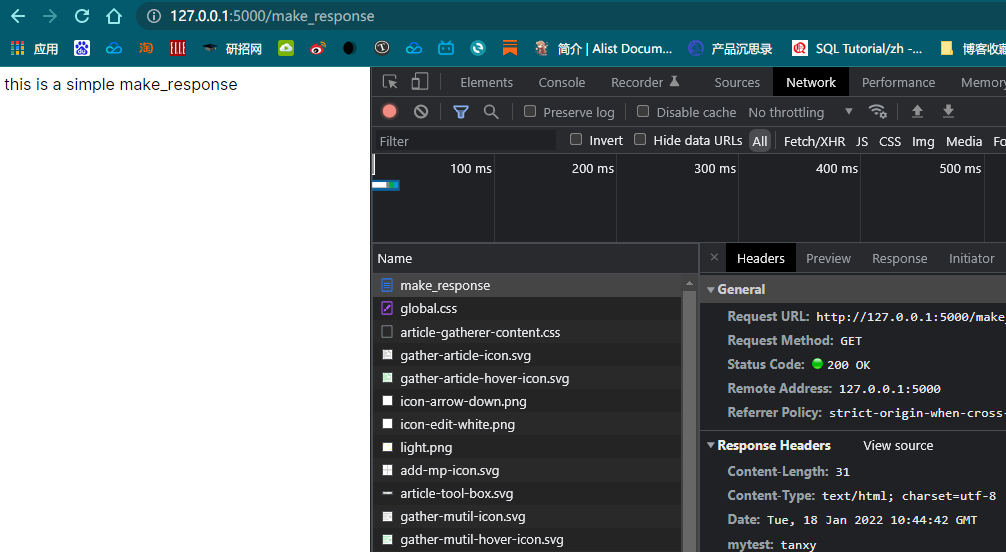 127.0.0.1:5000/make_response
应用 淘 研招网 简介 | Alist Docum... 产品沉思录 SQL Tutorial/zh -... 博客收藏
this is a simple make_response
Elements Console Recorder Sources Network Performance Memory
Preserve log Disable cache No throttling
Filter Invert Hide data URLs All Fetch/XHR JS CSS Img Media Fo
100 ms 200 ms 300 ms 400 ms 500 ms
Name
make_response
global.css
article-gatherer-content.css
gather-article-icon.svg
gather-article-hover-icon.svg
icon-arrow-down.png
icon-edit-white.png
light.png
add-mp-icon.svg
article-tool-box.svg
gather-mutil-icon.svg
gather-mutil-hover-icon.svg
× Headers Preview Response Initiator
General
Request URL: http://127.0.0.1:5000/make_
Request Method: GET
Status Code: 200 OK
Remote Address: 127.0.0.1:5000
Referrer Policy: strict-origin-when-cross-
Response Headers View source
Content-Length: 31
Content-Type: text/html; charset=utf-8
Date: Tue, 18 Jan 2022 10:44:42 GMT
mytest: tanxy